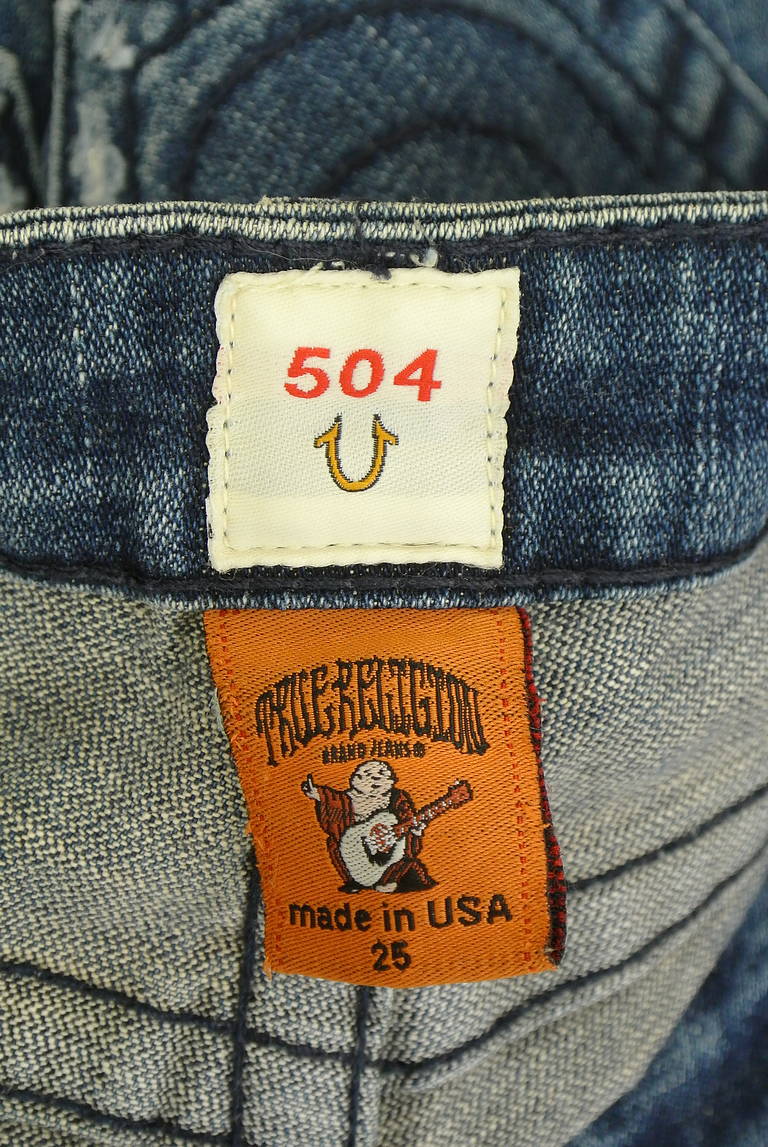 504
TRUE RELIGION
BRAND JEANS®
made in USA
25